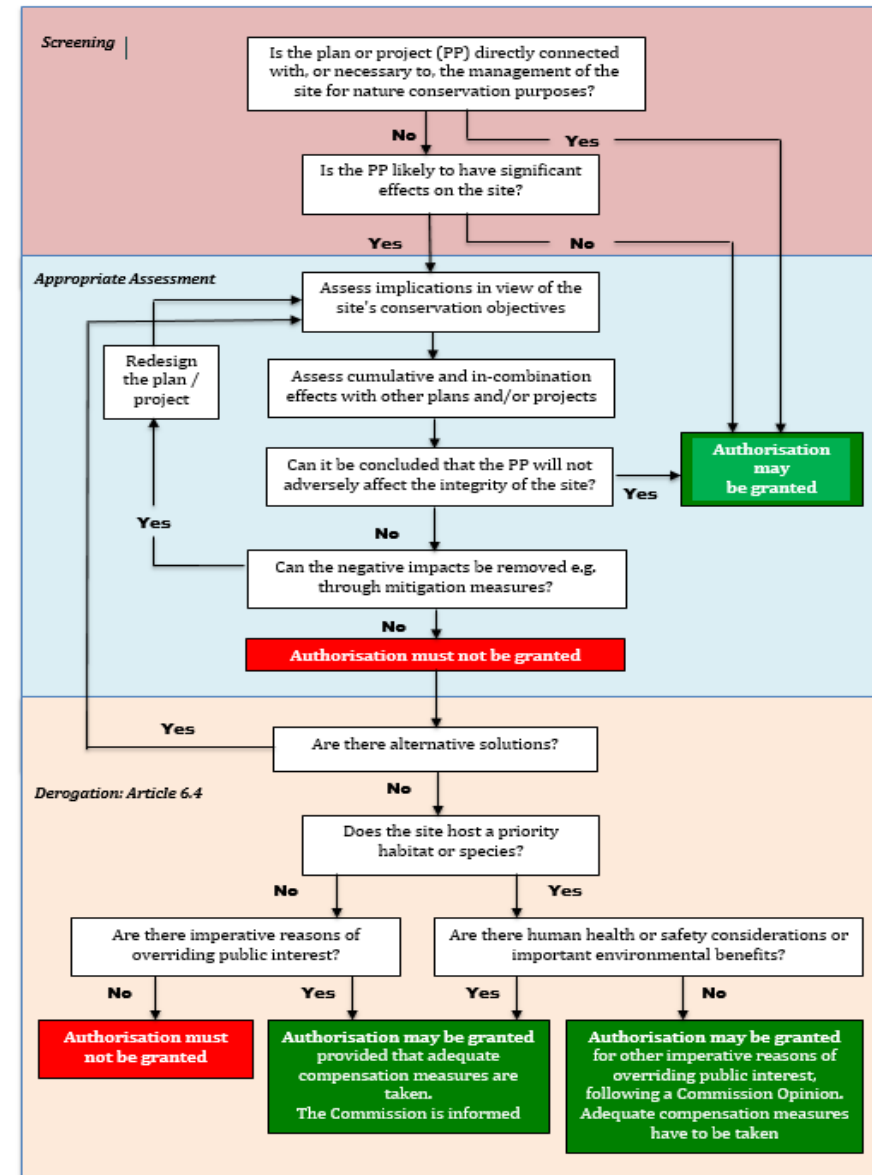 Screening
Is the plan or project (PP) directly connected
with, or necessary to, the management of the
site for nature conservation purposes?
No
Yes
Is the PP likely to have significant
effects on the site?
Yes
No
Appropriate Assessment
Assess implications in view of the
site's conservation objectives
Redesign
the plan /
project
Assess cumulative and in-combination
effects with other plans and/or projects
Authorisation
may
be granted
Can it be concluded that the PP will not
adversely affect the integrity of the site?
Yes
Yes
No
Can the negative impacts be removed e.g.
through mitigation measures?
No
Authorisation must not be granted
Yes
Are there alternative solutions?
Derogation: Article 6.4
No
Does the site host a priority
habitat or species?
No
Yes
Are there imperative reasons of
overriding public interest?
Are there human health or safety considerations or
important environmental benefits?
No
Yes
Yes
No
Authorisation must
not be granted
Authorisation may be granted
provided that adequate
compensation measures are
taken.
The Commission is informed
Authorisation may be granted
for other imperative reasons of
overriding public interest,
following a Commission Opinion.
Adequate compensation measures
have to be taken